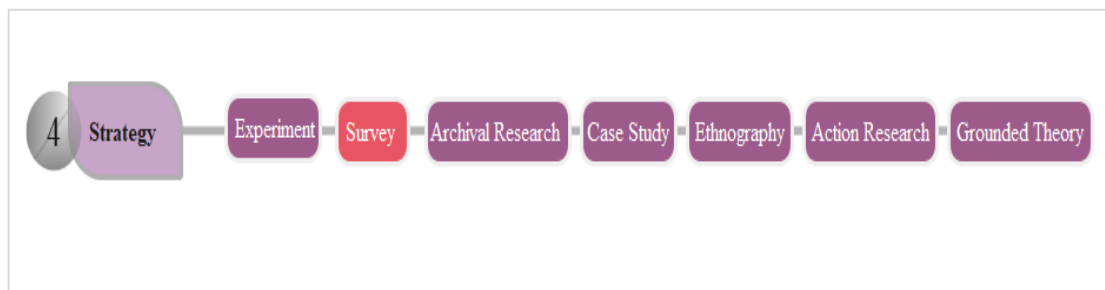 4
Strategy
Experiment
Survey
Archival Research
Case Study
Ethnography
Action Research
Grounded Theory